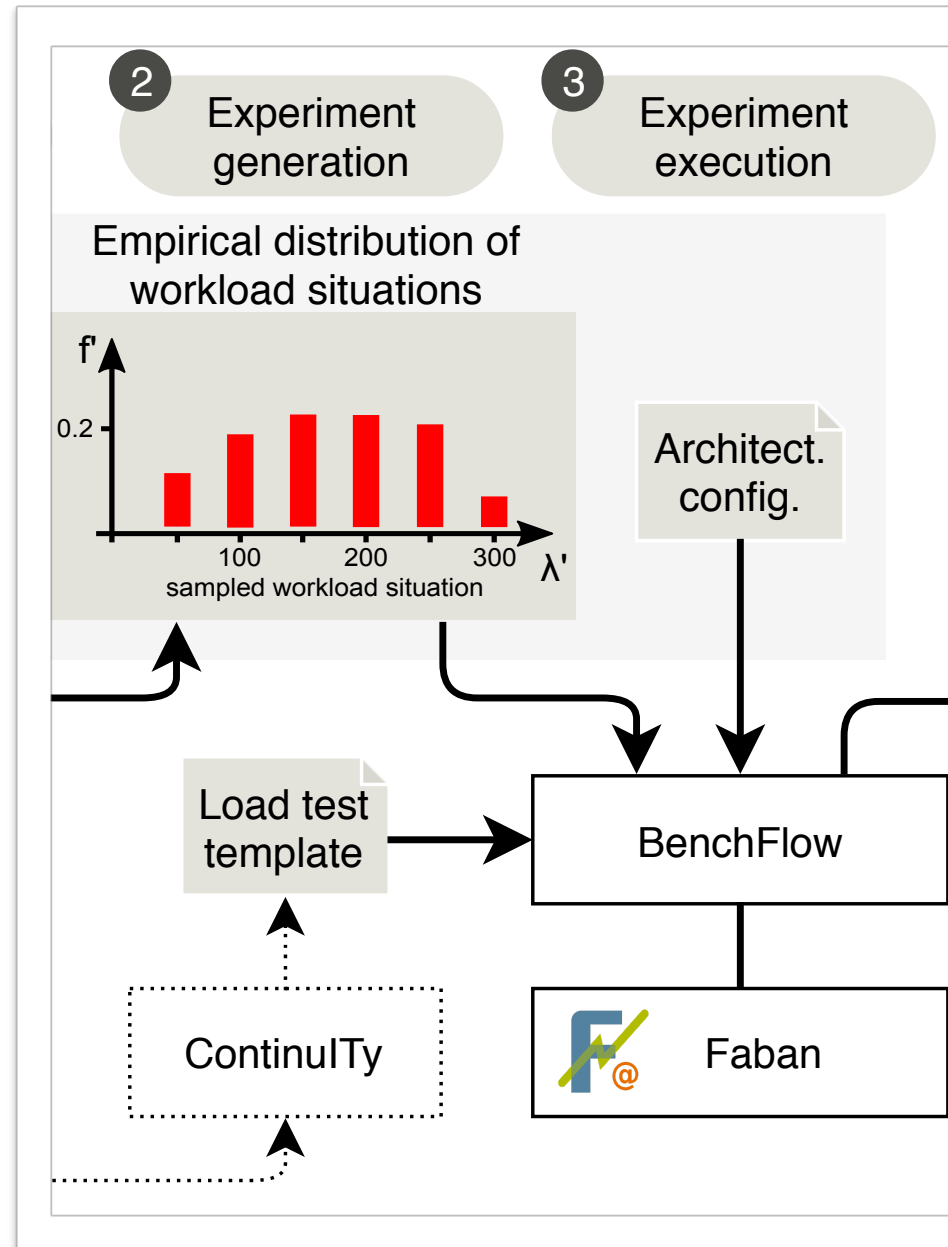 2
Experiment
generation
3
Experiment
execution
Empirical distribution of
workload situations
f'
0.2
100
200
300
λ'
sampled workload situation
Architect.
config.
Load test
template
BenchFlow
ContinuITy
F
@
Faban